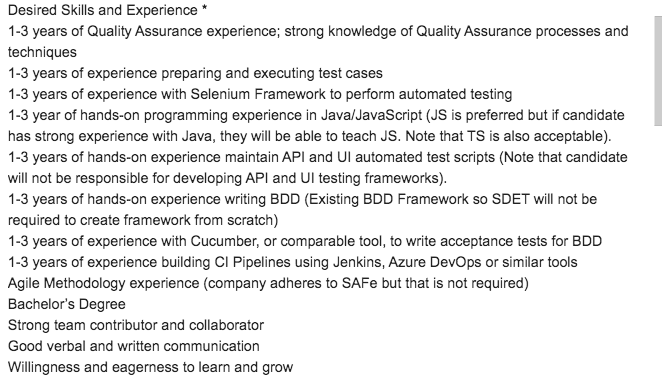 Desired Skills and Experience *
1-3 years of Quality Assurance experience; strong knowledge of Quality Assurance processes and
techniques
1-3 years of experience preparing and executing test cases
1-3 years of experience with Selenium Framework to perform automated testing
1-3 year of hands-on programming experience in Java/JavaScript (JS is preferred but if candidate
has strong experience with Java, they will be able to teach JS. Note that TS is also acceptable).
1-3 years of hands-on experience maintain API and UI automated test scripts (Note that candidate
will not be responsible for developing API and UI testing frameworks).
1-3 years of hands-on experience writing BDD (Existing BDD Framework so SDET will not be
required to create framework from scratch)
1-3 years of experience with Cucumber, or comparable tool, to write acceptance tests for BDD
1-3 years of experience building CI Pipelines using Jenkins, Azure DevOps or similar tools
Agile Methodology experience (company adheres to SAFe but that is not required)
Bachelor's Degree
Strong team contributor and collaborator
Good verbal and written communication
Willingness and eagerness to learn and grow